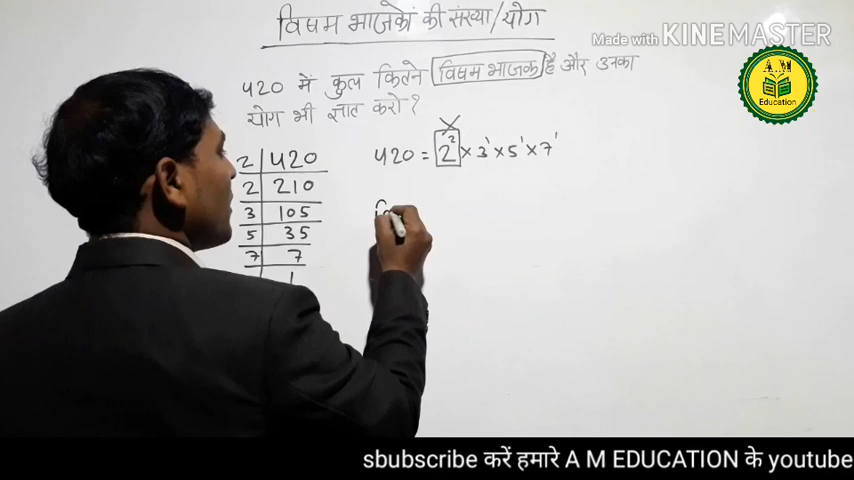 विषम भाजकों की संख्या/योग
Made with KINEMASTER
420 में कुल कितने विषम भाजक है और उनका
योग भी ज्ञात करो?
A M
Education
2 | 420
2 | 210
3 | 105
5 | 35
7 | 7
1
420 = 2² × 3¹ × 5¹ × 7¹
sbubscribe करें हमारे A M EDUCATION के youtube